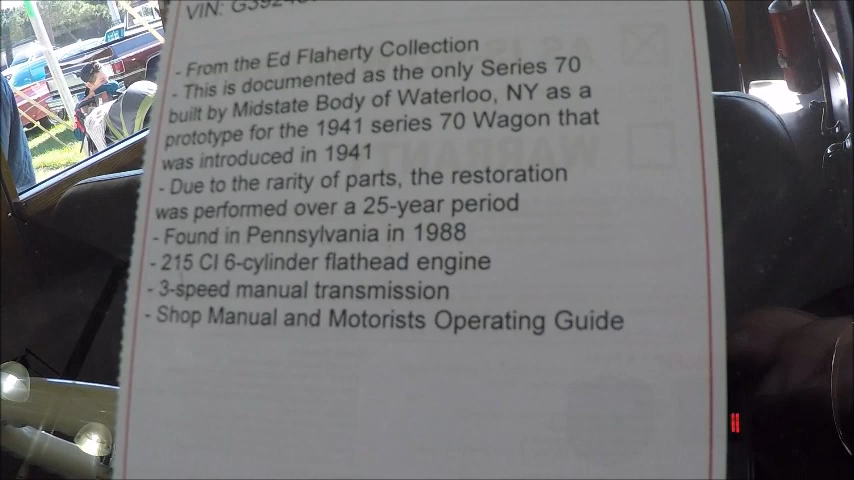 VIN: G392
- From the Ed Flaherty Collection
- This is documented as the only Series 70
built by Midstate Body of Waterloo, NY as a
prototype for the 1941 series 70 Wagon that
was introduced in 1941
- Due to the rarity of parts, the restoration
was performed over a 25-year period
- Found in Pennsylvania in 1988
- 215 CI 6-cylinder flathead engine
- 3-speed manual transmission
- Shop Manual and Motorists Operating Guide